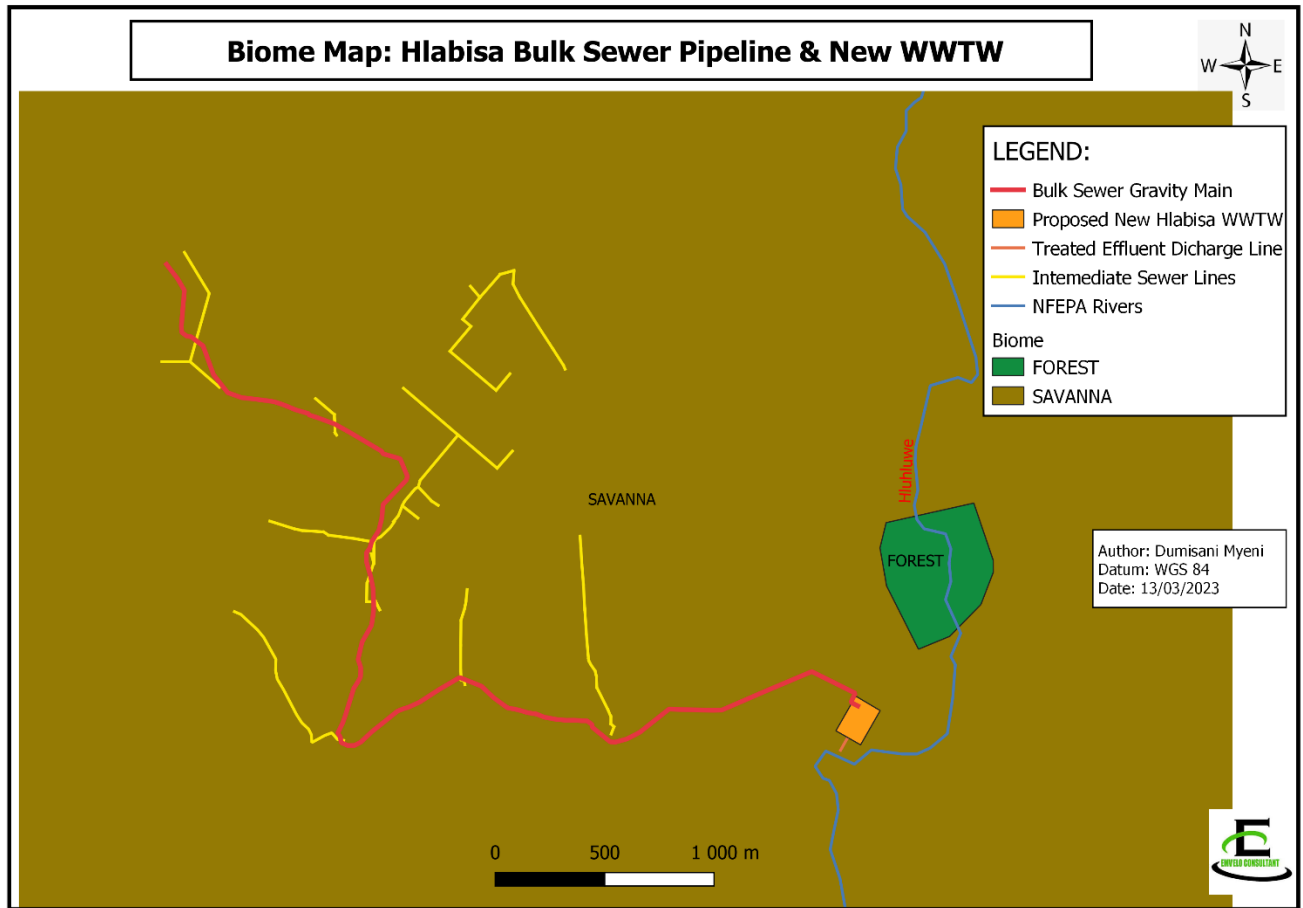 Biome Map: Hlabisa Bulk Sewer Pipeline & New WWTW
N
W E
S
LEGEND:
Bulk Sewer Gravity Main
Proposed New Hlabisa WWTW
Treated Effluent Dicharge Line
Intemediate Sewer Lines
NFEPA Rivers
Biome
FOREST
SAVANNA
Hluhluwe
SAVANNA
FOREST
Author: Dumisani Myeni
Datum: WGS 84
Date: 13/03/2023
0 500 1 000 m
E
EMVELO CONSULTANT